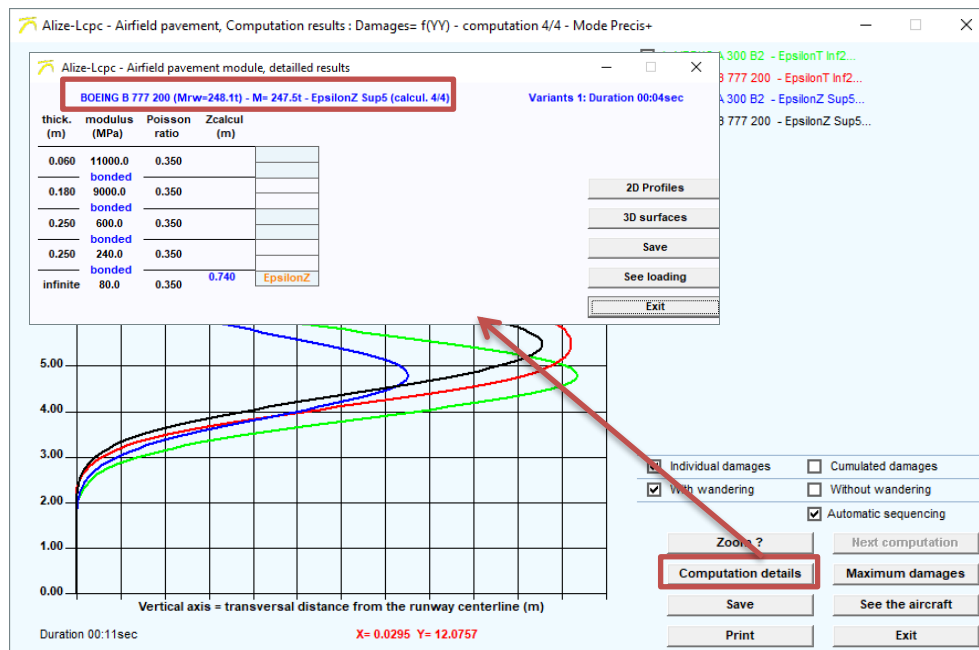 Alize-Lcpc - Airfield pavement, Computation results : Damages= f(YY) - computation 4/4 - Mode Precis+
A 300 B2 - EpsilonT Inf2...
B 777 200 - EpsilonT Inf2...
A 300 B2 - EpsilonZ Sup5...
B 777 200 - EpsilonZ Sup5...
Alize-Lcpc - Airfield pavement module, detailled results
BOEING B 777 200 (Mrw=248.1t) - M= 247.5t - EpsilonZ Sup5 (calcul. 4/4)
Variants 1: Duration 00:04sec
thick. modulus Poisson Zcalcul
(m) (MPa) ratio (m)
0.060 11000.0 0.350
bonded
0.180 9000.0 0.350
bonded
0.250 600.0 0.350
bonded
0.250 240.0 0.350
bonded
0.740 EpsilonZ
infinite 80.0 0.350
2D Profiles
3D surfaces
Save
See loading
Exit
5.00
4.00
3.00
2.00
1.00
0.00
Vertical axis = transversal distance from the runway centerline (m)
Duration 00:11sec
X= 0.0295 Y= 12.0757
Individual damages Cumulated damages
With wandering Without wandering
Automatic sequencing
Zoom ? Next computation
Computation details Maximum damages
Save See the aircraft
Print Exit